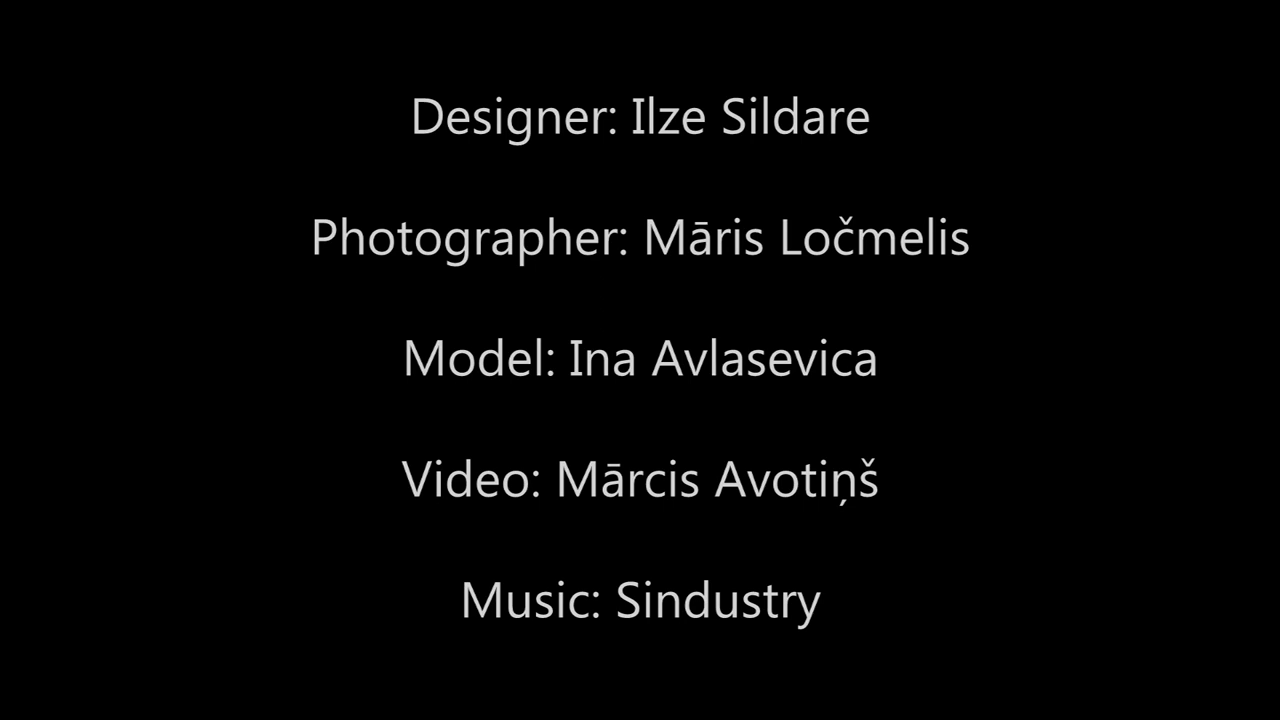 Designer: Ilze Sildare
Photographer: Māris Ločmelis
Model: Ina Avlasevica
Video: Mārcis Avotiņš
Music: Sindustry